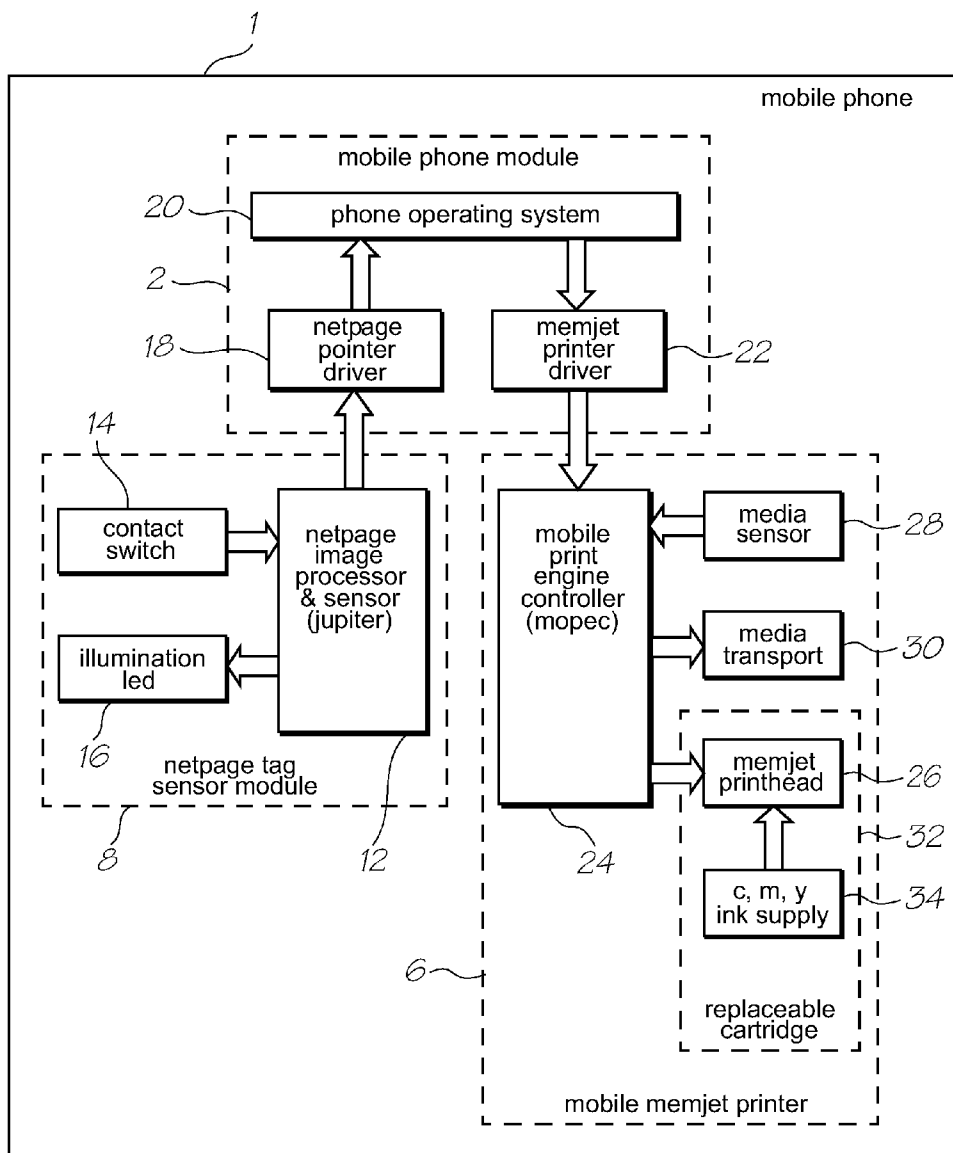 1
mobile phone
mobile phone module
20
phone operating system
2
18
netpage
pointer
driver
memjet
printer
driver
22
14
contact
switch
netpage
image
processor
& sensor
(jupiter)
illumination
led
16
netpage tag
sensor module
8
12
mobile
print
engine
controller
(mopec)
media
sensor
28
media
transport
30
memjet
printhead
26
32
24
c, m, y
ink supply
34
6
replaceable
cartridge
mobile memjet printer